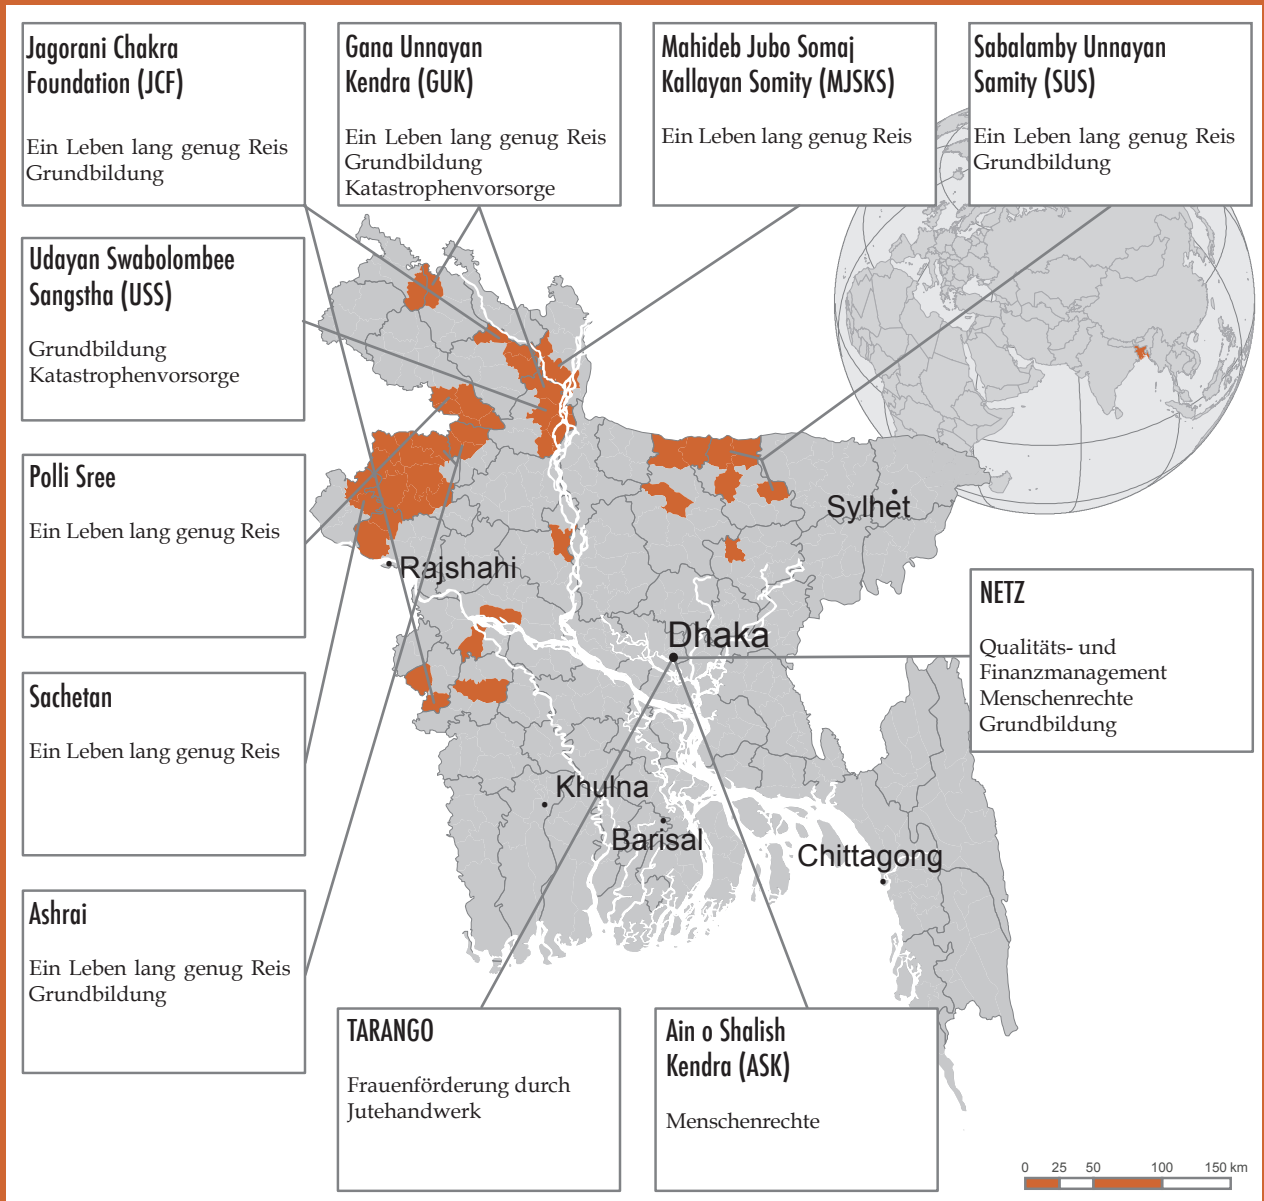 Jagorani Chakra
Foundation (JCF)
Ein Leben lang genug Reis
Grundbildung
Gana Unnayan
Kendra (GUK)
Ein Leben lang genug Reis
Grundbildung
Katastrophenvorsorge
Mahideb Jubo Somaj
Kallayan Somity (MJSKS)
Ein Leben lang genug Reis
Sabalamby Unnayan
Samity (SUS)
Ein Leben lang genug Reis
Grundbildung
Udayan Swabolombee
Sangstha (USS)
Grundbildung
Katastrophenvorsorge
Polli Sree
Ein Leben lang genug Reis
Sachetan
Ein Leben lang genug Reis
Ashrai
Ein Leben lang genug Reis
Grundbildung
Sylhet
Rajshahi
Dhaka
Khulna
Barisal
Chittagong
NETZ
Qualitäts- und
Finanzmanagement
Menschenrechte
Grundbildung
TARANGO
Frauenförderung durch
Jutehandwerk
Ain o Shalish
Kendra (ASK)
Menschenrechte
0 25 50 100 150 km